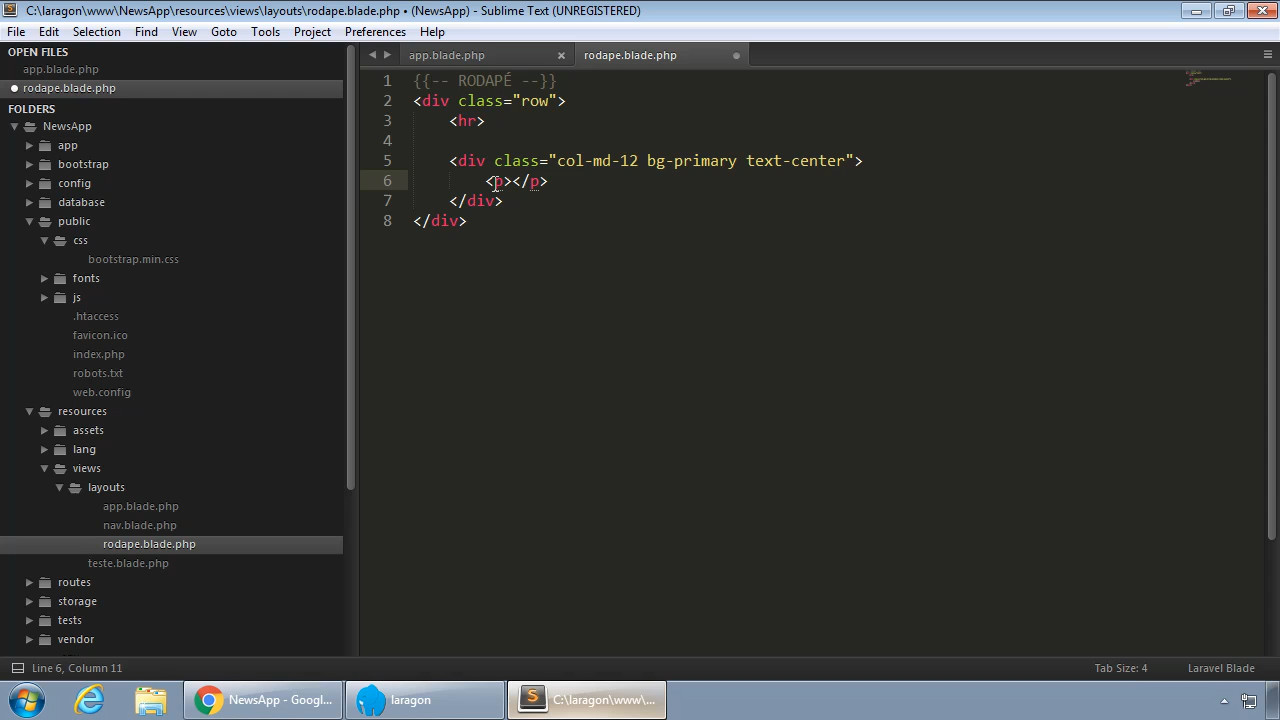 C:\laragon\www\NewsApp\resources\views\layouts\rodape.blade.php • (NewsApp) - Sublime Text (UNREGISTERED)
File Edit Selection Find View Goto Tools Project Preferences Help
OPEN FILES
app.blade.php
rodape.blade.php
FOLDERS
NewsApp
app
bootstrap
config
database
public
css
bootstrap.min.css
fonts
js
.htaccess
favicon.ico
index.php
robots.txt
web.config
resources
assets
lang
views
layouts
app.blade.php
nav.blade.php
rodape.blade.php
teste.blade.php
routes
storage
tests
vendor
app.blade.php rodape.blade.php
1 {{-- RODAPÉ --}}
2 <div class="row">
3 <hr>
4
5 <div class="col-md-12 bg-primary text-center">
6 <p></p>
7 </div>
8 </div>
Line 6, Column 11 Tab Size: 4 Laravel Blade
NewsApp - Googl... laragon C:\laragon\www\...